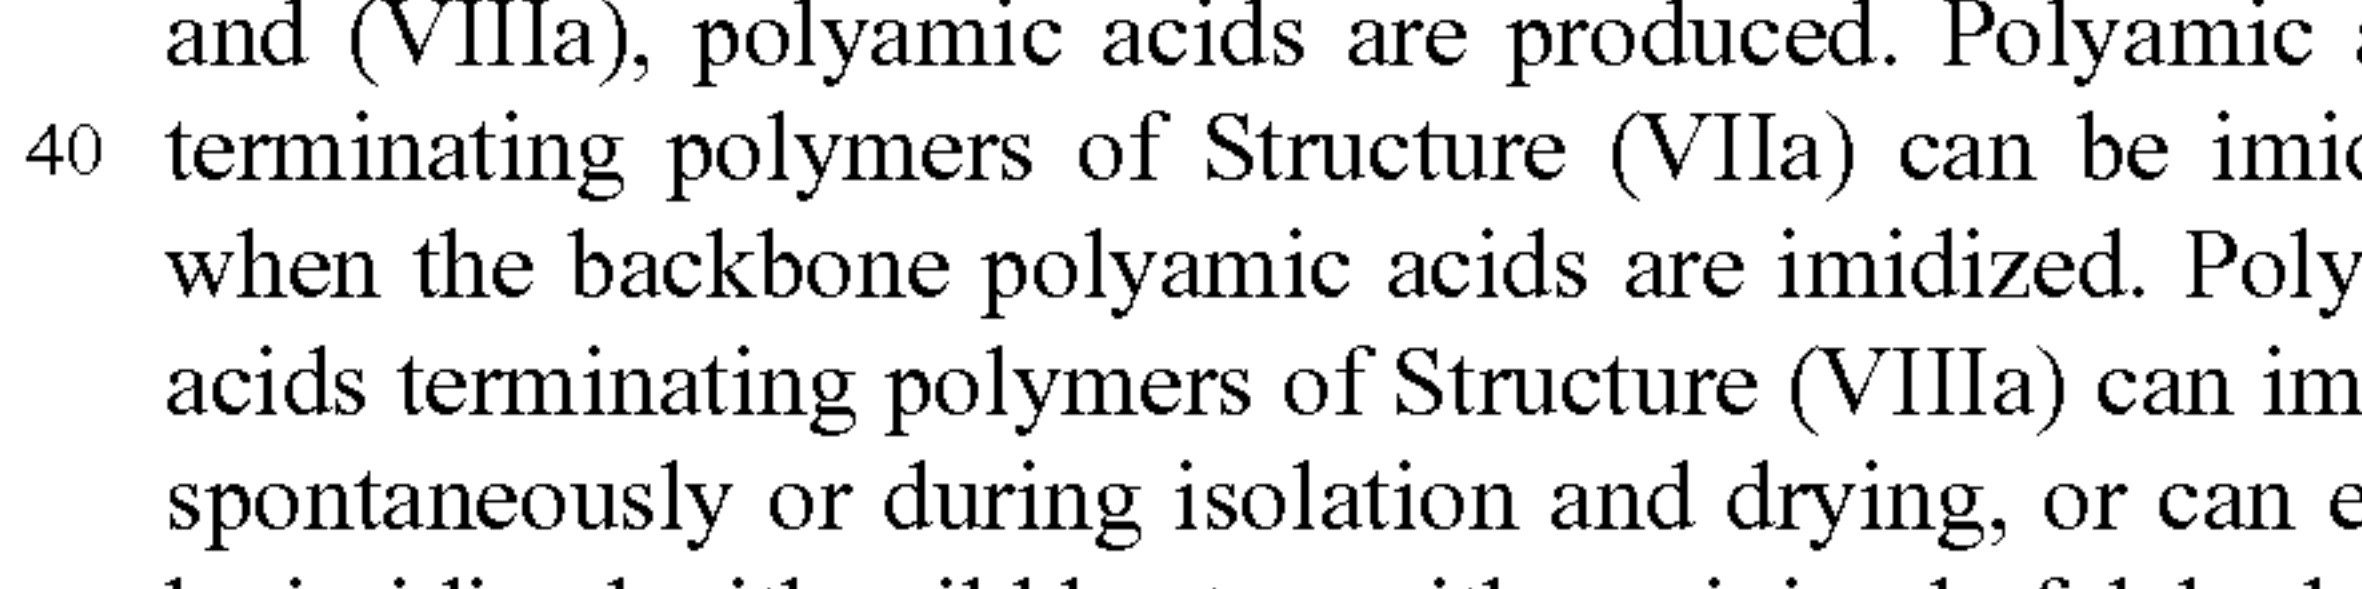 and (VIIIa), polyamic acids are produced. Polyamic
40 terminating polymers of Structure (VIIa) can be
when the backbone polyamic acids are imidized. Poly
acids terminating polymers of Structure (VIIIa) can im
spontaneously or during isolation and drying, or can e